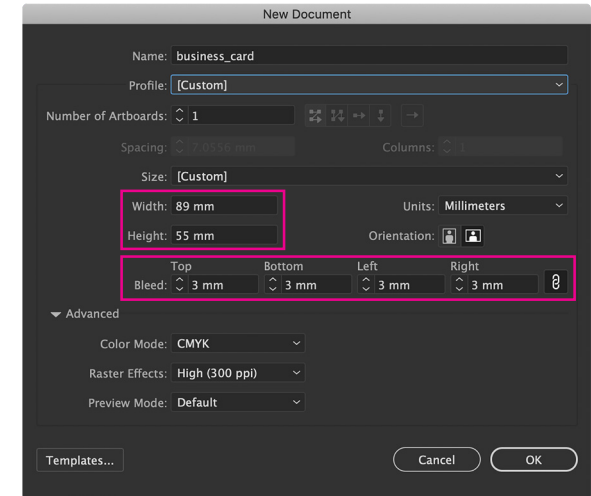 New Document
Name: business_card
Profile: [Custom]
Number of Artboards: 1
Spacing: 7.0556 mm Columns: 1
Size: [Custom]
Width: 89 mm Units: Millimeters
Height: 55 mm Orientation:
Top Bottom Left Right
Bleed: 3 mm 3 mm 3 mm 3 mm
Advanced
Color Mode: CMYK
Raster Effects: High (300 ppi)
Preview Mode: Default
Templates... Cancel OK